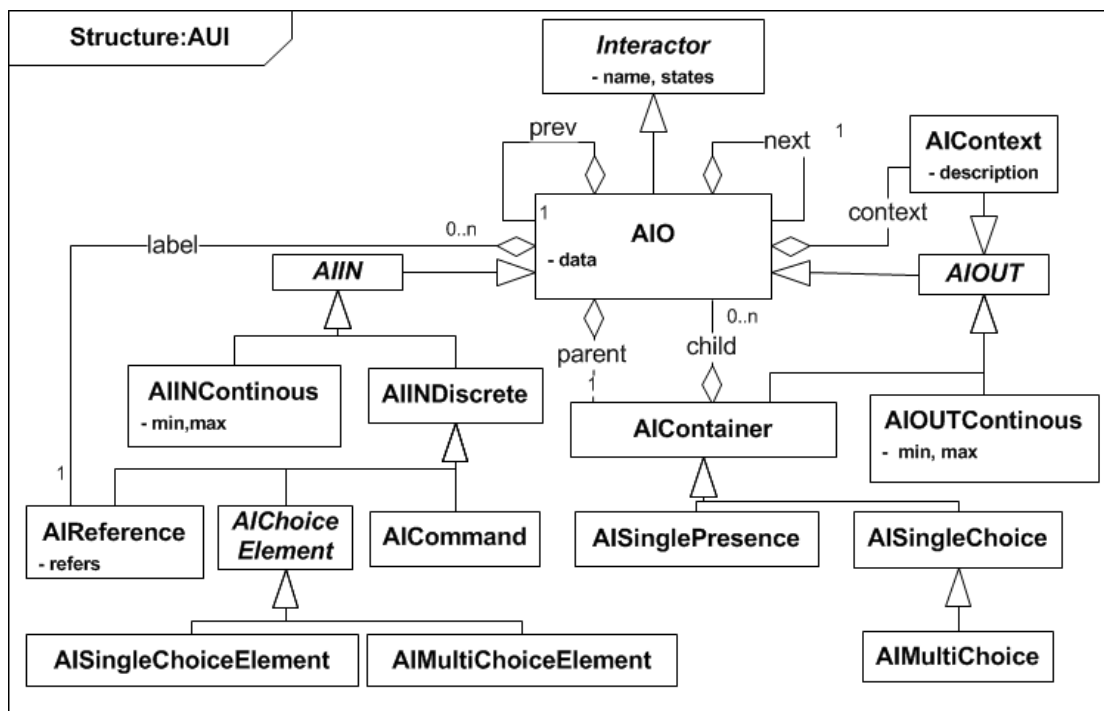 Structure:AUI
Interactor
- name, states
prev
next
1
AIContext
- description
context
1
AIO
- data
0..n
label
AIIN
AIOUT
0..n
parent
child
1
AIINContinous
- min,max
AIINDiscrete
AIContainer
AIOUTContinous
- min, max
1
AIReference
- refers
AIChoice
Element
AICommand
AISinglePresence
AISingleChoice
AISingleChoiceElement
AIMultiChoiceElement
AIMultiChoice